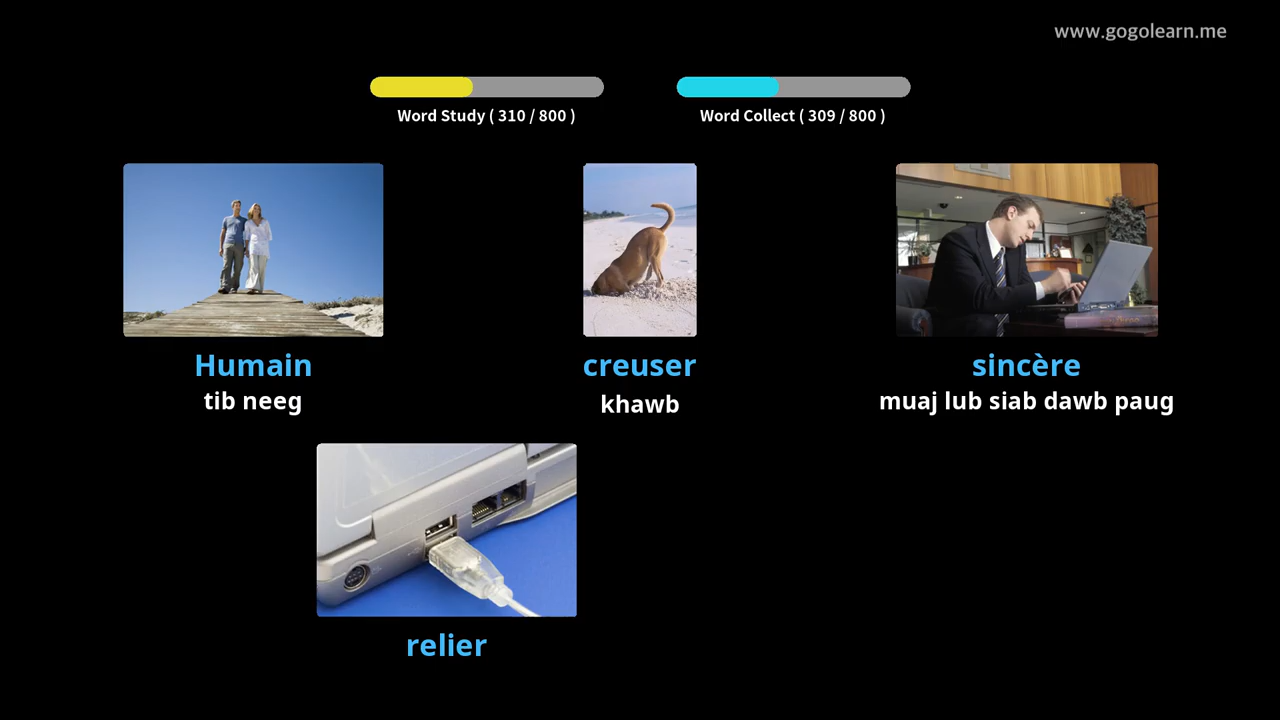 www.gogolearn.me
Word Study ( 310 / 800 )
Word Collect ( 309 / 800 )
Humain
tib neeg
creuser
khawb
sincère
muaj lub siab dawb paug
relier